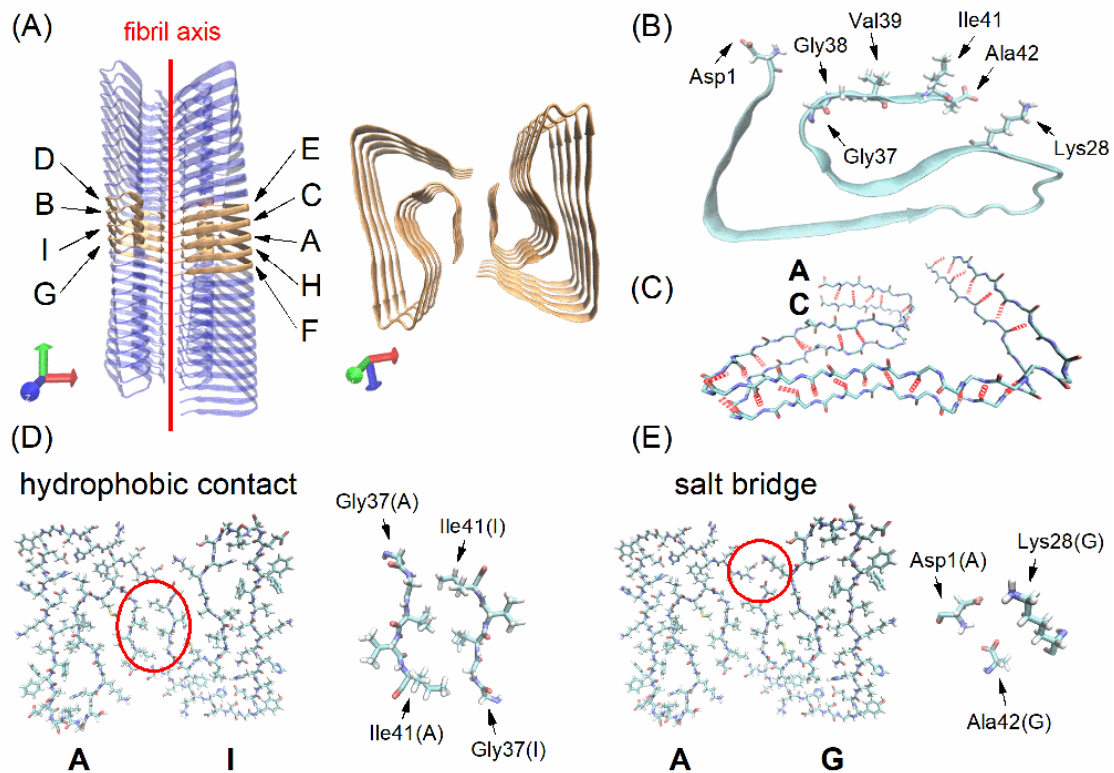 (A)
fibril axis
D
B
I
G
E
C
A
H
F
(B)
Asp1
Gly38
Val39
Ile41
Ala42
Gly37
Lys28
(C)
A
C
(D)
hydrophobic contact
Gly37(A)
Ile41(I)
Ile41(A)
Gly37(I)
A I
(E)
salt bridge
Asp1(A)
Lys28(G)
Ala42(G)
A G